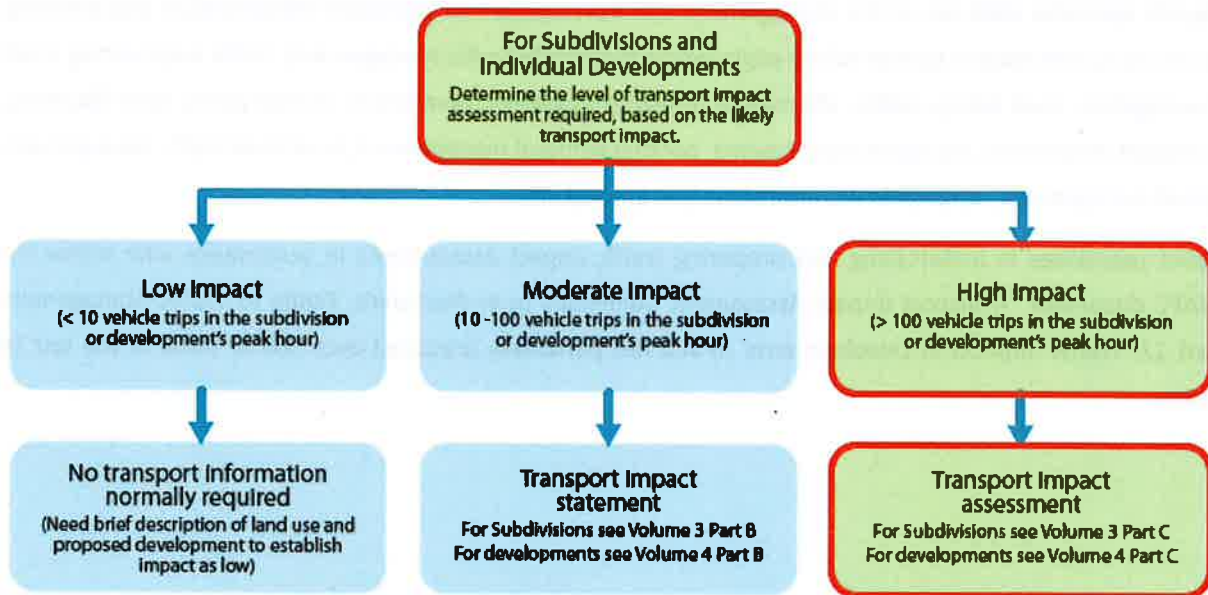 For Subdivisions and
Individual Developments
Determine the level of transport impact
assessment required, based on the likely
transport impact.
Low Impact
(< 10 vehicle trips in the subdivision
or development's peak hour)
Moderate Impact
(10 -100 vehicle trips in the subdivision
or development's peak hour)
High Impact
(> 100 vehicle trips in the subdivision
or development's peak hour)
No transport information
normally required
(Need brief description of land use and
proposed development to establish
impact as low)
Transport Impact
statement
For Subdivisions see Volume 3 Part B
For developments see Volume 4 Part B
Transport Impact
assessment
For Subdivisions see Volume 3 Part C
For developments see Volume 4 Part C